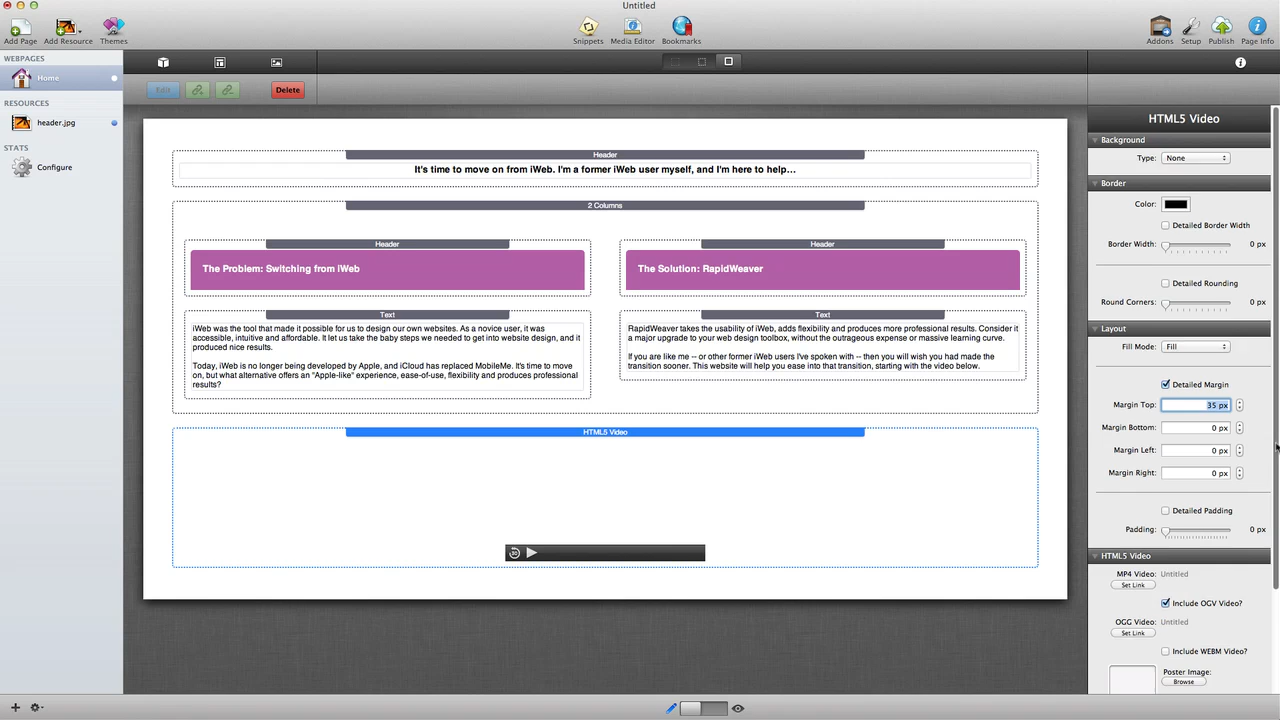 Untitled
Add Page
Add Resource
Themes
Snippets
Media Editor
Bookmarks
Addons
Setup
Publish
Page Info
WEBPAGES
Home
RESOURCES
header.jpg
STATS
Configure
Edit
Delete
Header
It's time to move on from iWeb. I'm a former iWeb user myself, and I'm here to help...
2 Columns
Header
The Problem: Switching from iWeb
Text
iWeb was the tool that made it possible for us to design our own websites. As a novice user, it was
accessible, intuitive and affordable. It let us take the baby steps we needed to get into website design, and it
produced nice results.
Today, iWeb is no longer being developed by Apple, and iCloud has replaced MobileMe. It's time to move
on, but what alternative offers an "Apple-like" experience, ease-of-use, flexibility and produces professional
results?
Header
The Solution: RapidWeaver
Text
RapidWeaver takes the usability of iWeb, adds flexibility and produces more professional results. Consider it
a major upgrade to your web design toolbox, without the outrageous expense or massive learning curve.
If you are like me -- or other former iWeb users I've spoken with -- then you will wish you had made the
transition sooner. This website will help you ease into that transition, starting with the video below.
HTML5 Video
30
HTML5 Video
Background
Type: None
Border
Color:
Detailed Border Width
Border Width: 0 px
Detailed Rounding
Round Corners: 0 px
Layout
Fill Mode: Fill
Detailed Margin
Margin Top: 35 px
Margin Bottom: 0 px
Margin Left: 0 px
Margin Right: 0 px
Detailed Padding
Padding: 0 px
HTML5 Video
MP4 Video: Untitled
Set Link
Include OGV Video?
OGG Video: Untitled
Set Link
Include WEBM Video?
Poster Image:
Browse